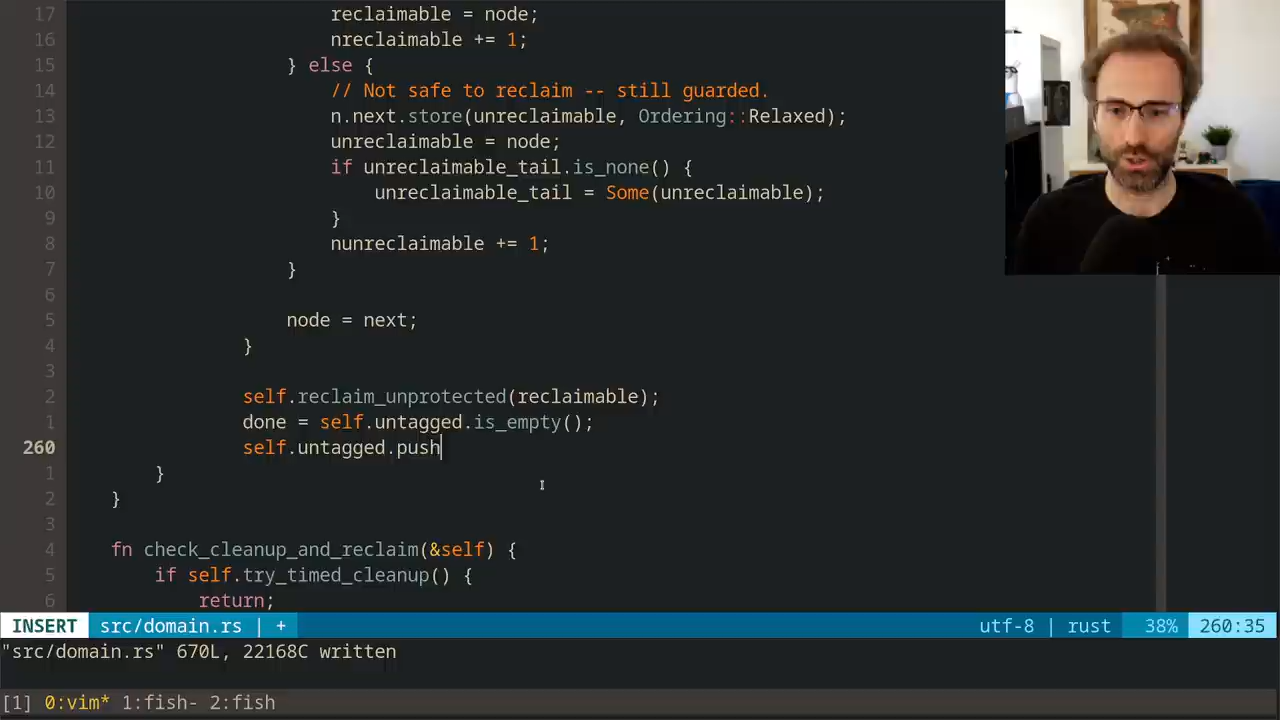 17 reclaimable = node;
16 nreclaimable += 1;
15 } else {
14 // Not safe to reclaim -- still guarded.
13 n.next.store(unreclaimable, Ordering::Relaxed);
12 unreclaimable = node;
11 if unreclaimable_tail.is_none() {
10 unreclaimable_tail = Some(unreclaimable);
9 }
8 nunreclaimable += 1;
7 }
6
5 node = next;
4 }
3
2 self.reclaim_unprotected(reclaimable);
1 done = self.untagged.is_empty();
260 self.untagged.push
1 }
2 }
3
4 fn check_cleanup_and_reclaim(&self) {
5 if self.try_timed_cleanup() {
6 return;
INSERT src/domain.rs | + utf-8 | rust 38% 260:35
"src/domain.rs" 670L, 22168C written
[1] 0:vim* 1:fish- 2:fish